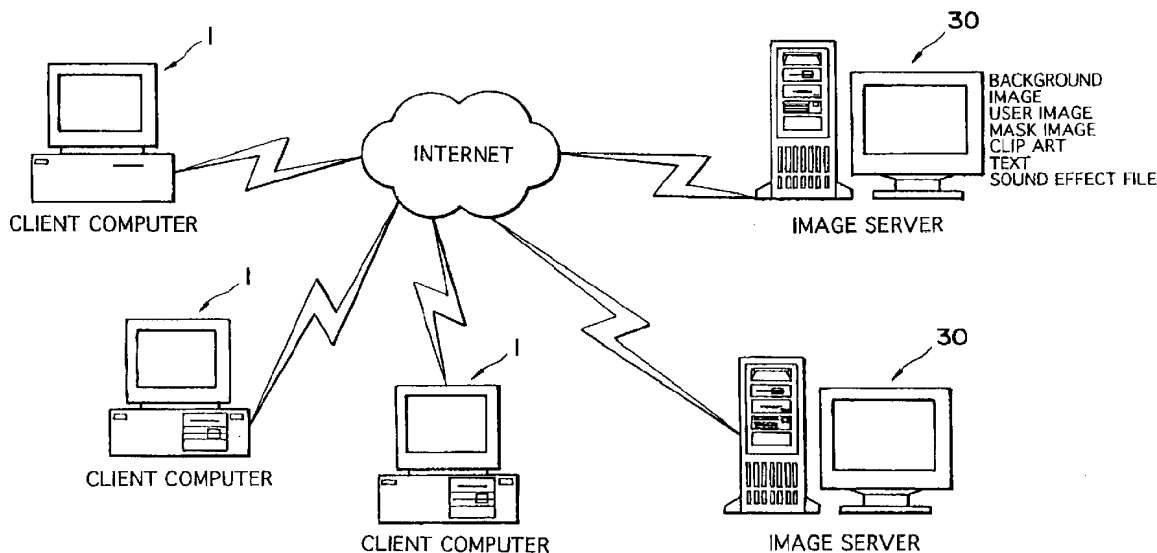 1
30
BACKGROUND
IMAGE
USER IMAGE
MASK IMAGE
CLIP ART
TEXT
SOUND EFFECT FILE
INTERNET
CLIENT COMPUTER
IMAGE SERVER
1
1
30
CLIENT COMPUTER
CLIENT COMPUTER
IMAGE SERVER